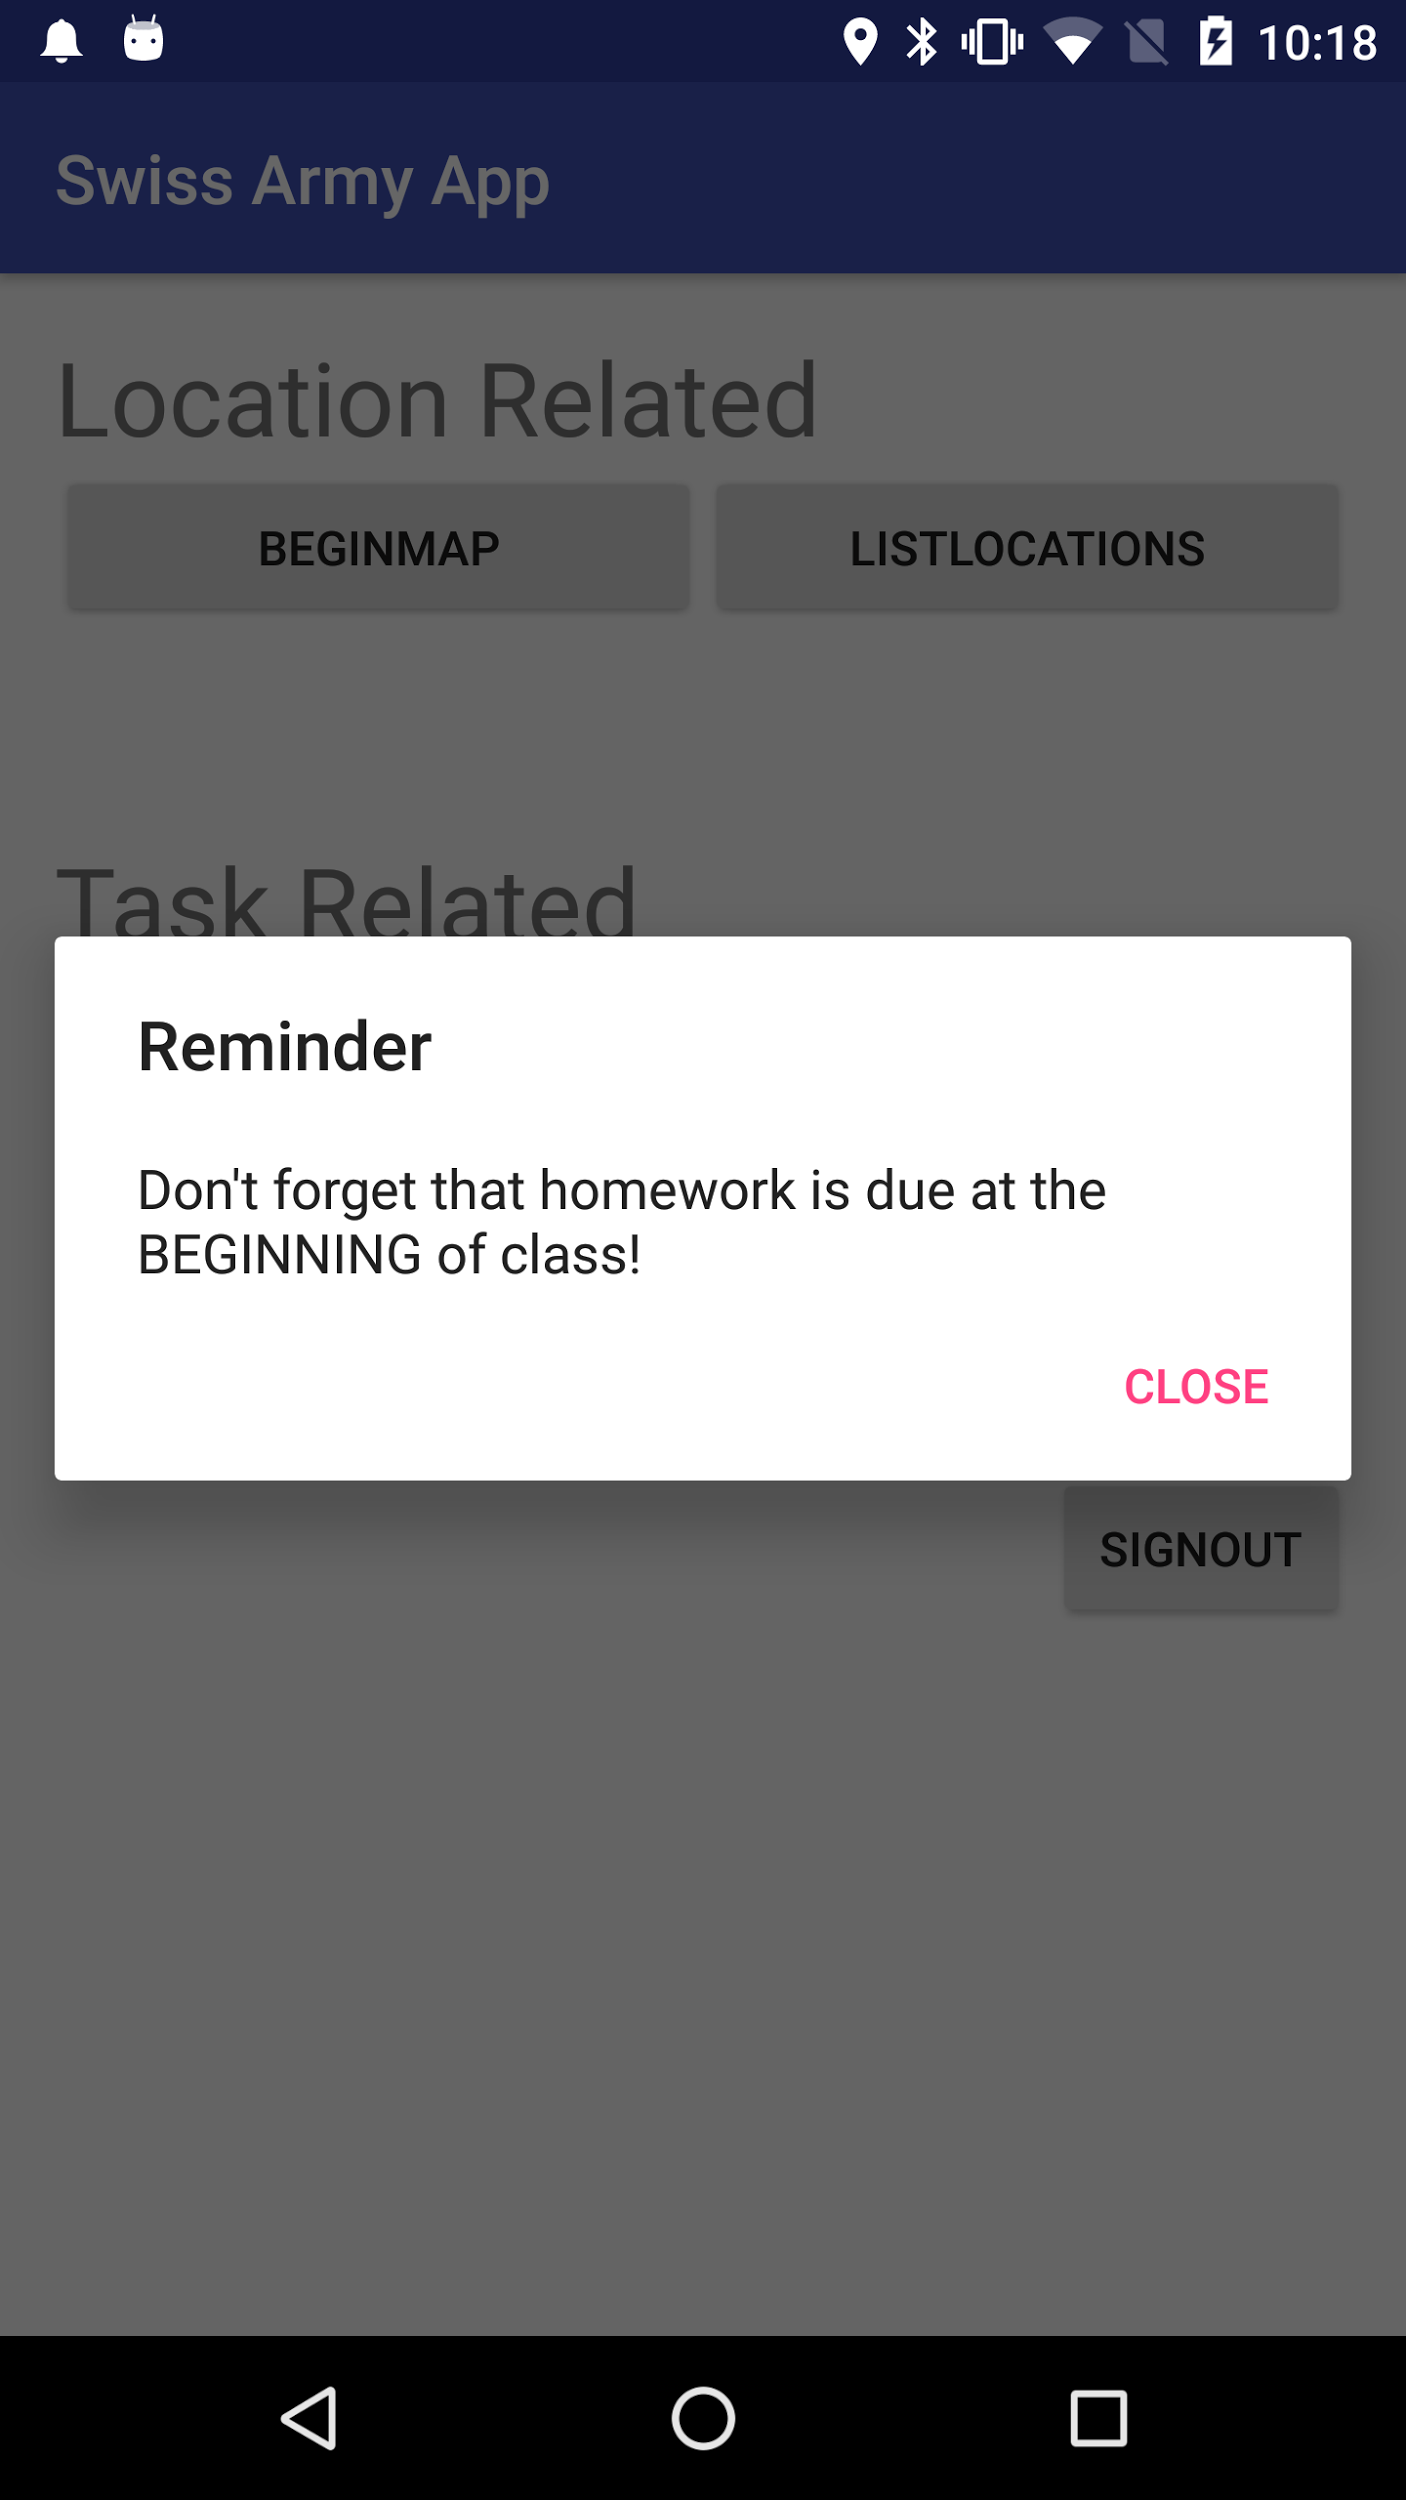 10:18
Swiss Army App
Location Related
BEGINMAP LISTLOCATIONS
Task Related
Reminder
Don't forget that homework is due at the
BEGINNING of class!
CLOSE
SIGNOUT